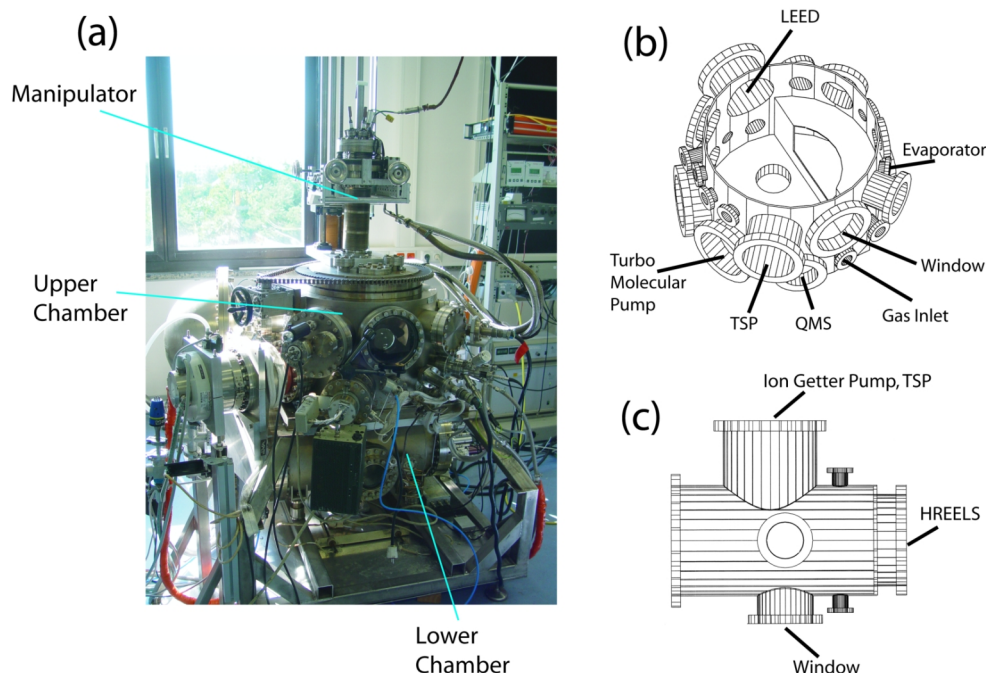 (a)
Manipulator
Upper
Chamber
Lower
Chamber
(b)
LEED
Evaporator
Window
Gas Inlet
QMS
TSP
Turbo
Molecular
Pump
(c)
Ion Getter Pump, TSP
HREELS
Window